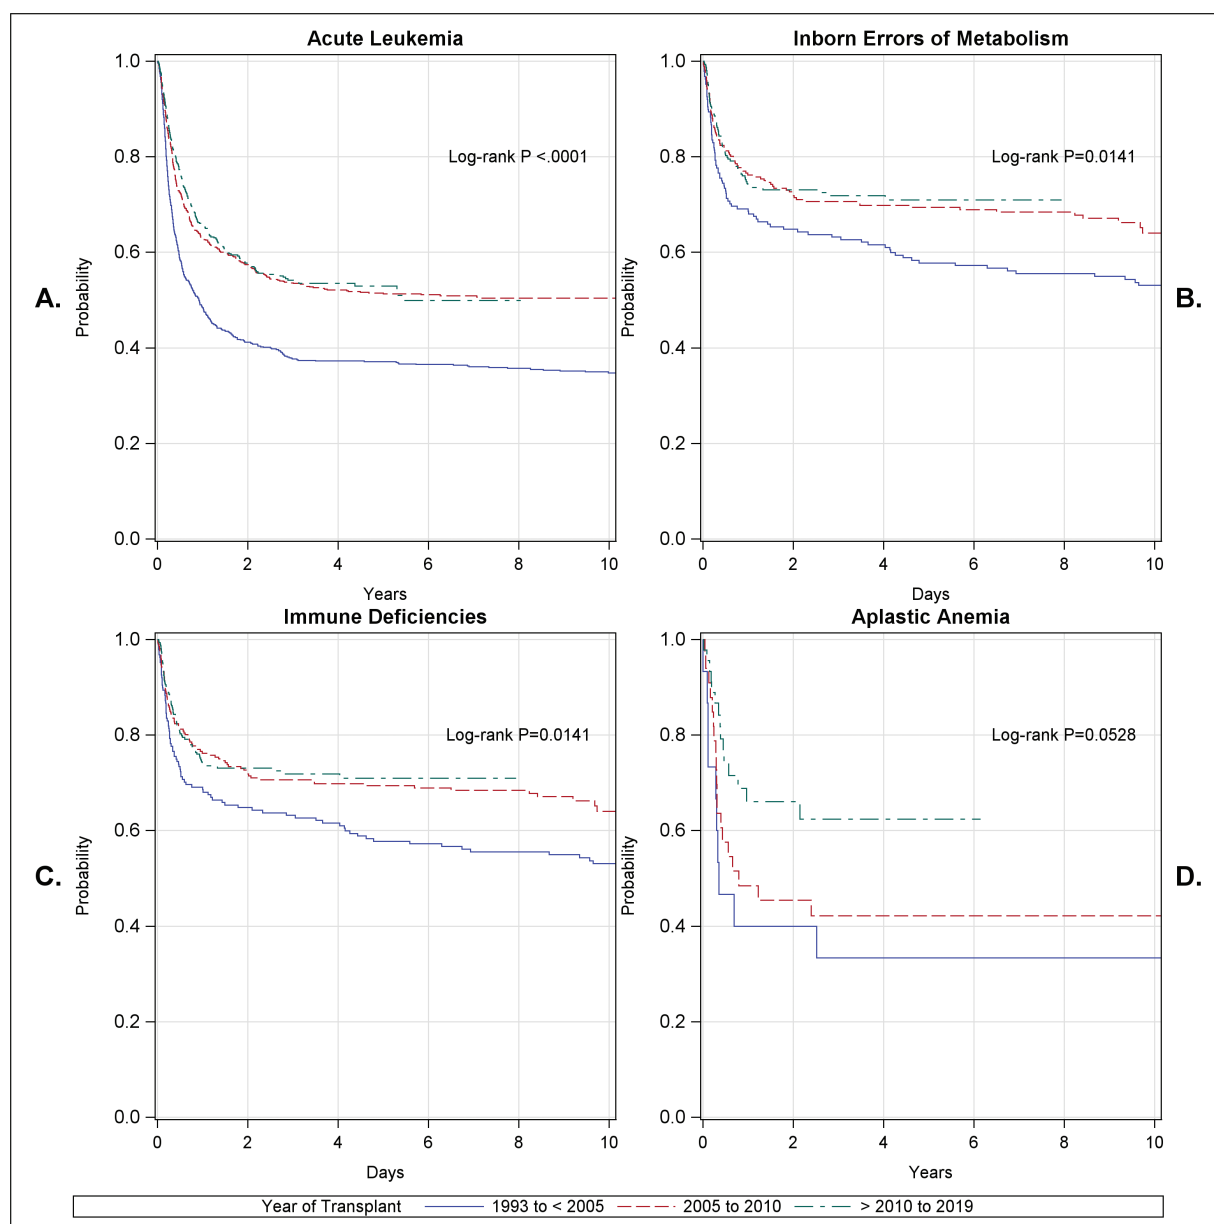 Acute Leukemia
1.0
0.8
0.6
0.4
0.2
0.0
Probability
Log-rank P <.0001
0 2 4 6 8 10
Years
A.
Inborn Errors of Metabolism
1.0
0.8
0.6
0.4
0.2
0.0
Probability
Log-rank P=0.0141
0 2 4 6 8 10
Days
B.
Immune Deficiencies
1.0
0.8
0.6
0.4
0.2
0.0
Probability
Log-rank P=0.0141
0 2 4 6 8 10
Days
C.
Aplastic Anemia
1.0
0.8
0.6
0.4
0.2
0.0
Probability
Log-rank P=0.0528
0 2 4 6 8 10
Years
D.
Year of Transplant 1993 to < 2005 2005 to 2010 > 2010 to 2019